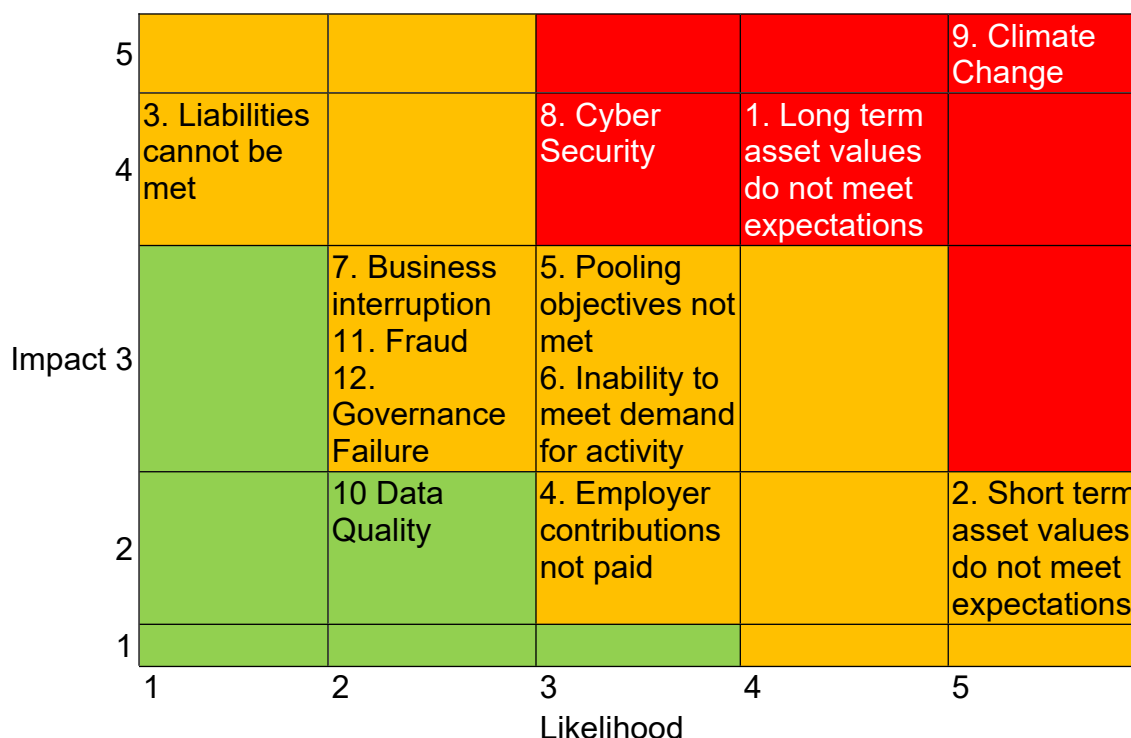 5
9. Climate
Change
4
3. Liabilities
cannot be
met
8. Cyber
Security
1. Long term
asset values
do not meet
expectations
Impact 3
7. Business
interruption
11. Fraud
12.
Governance
Failure
5. Pooling
objectives not
met
6. Inability to
meet demand
for activity
2
10 Data
Quality
4. Employer
contributions
not paid
2. Short term
asset values
do not meet
expectations
1
1
2
3
4
5
Likelihood